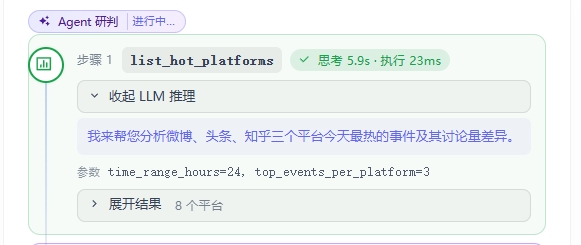 Agent 研判 进行中…
步骤 1 list_hot_platforms 思考 5.9s · 执行 23ms
收起 LLM 推理
我来帮您分析微博、头条、知乎三个平台今天最热的事件及其讨论量差异。
参数 time_range_hours=24, top_events_per_platform=3
展开结果 8 个平台